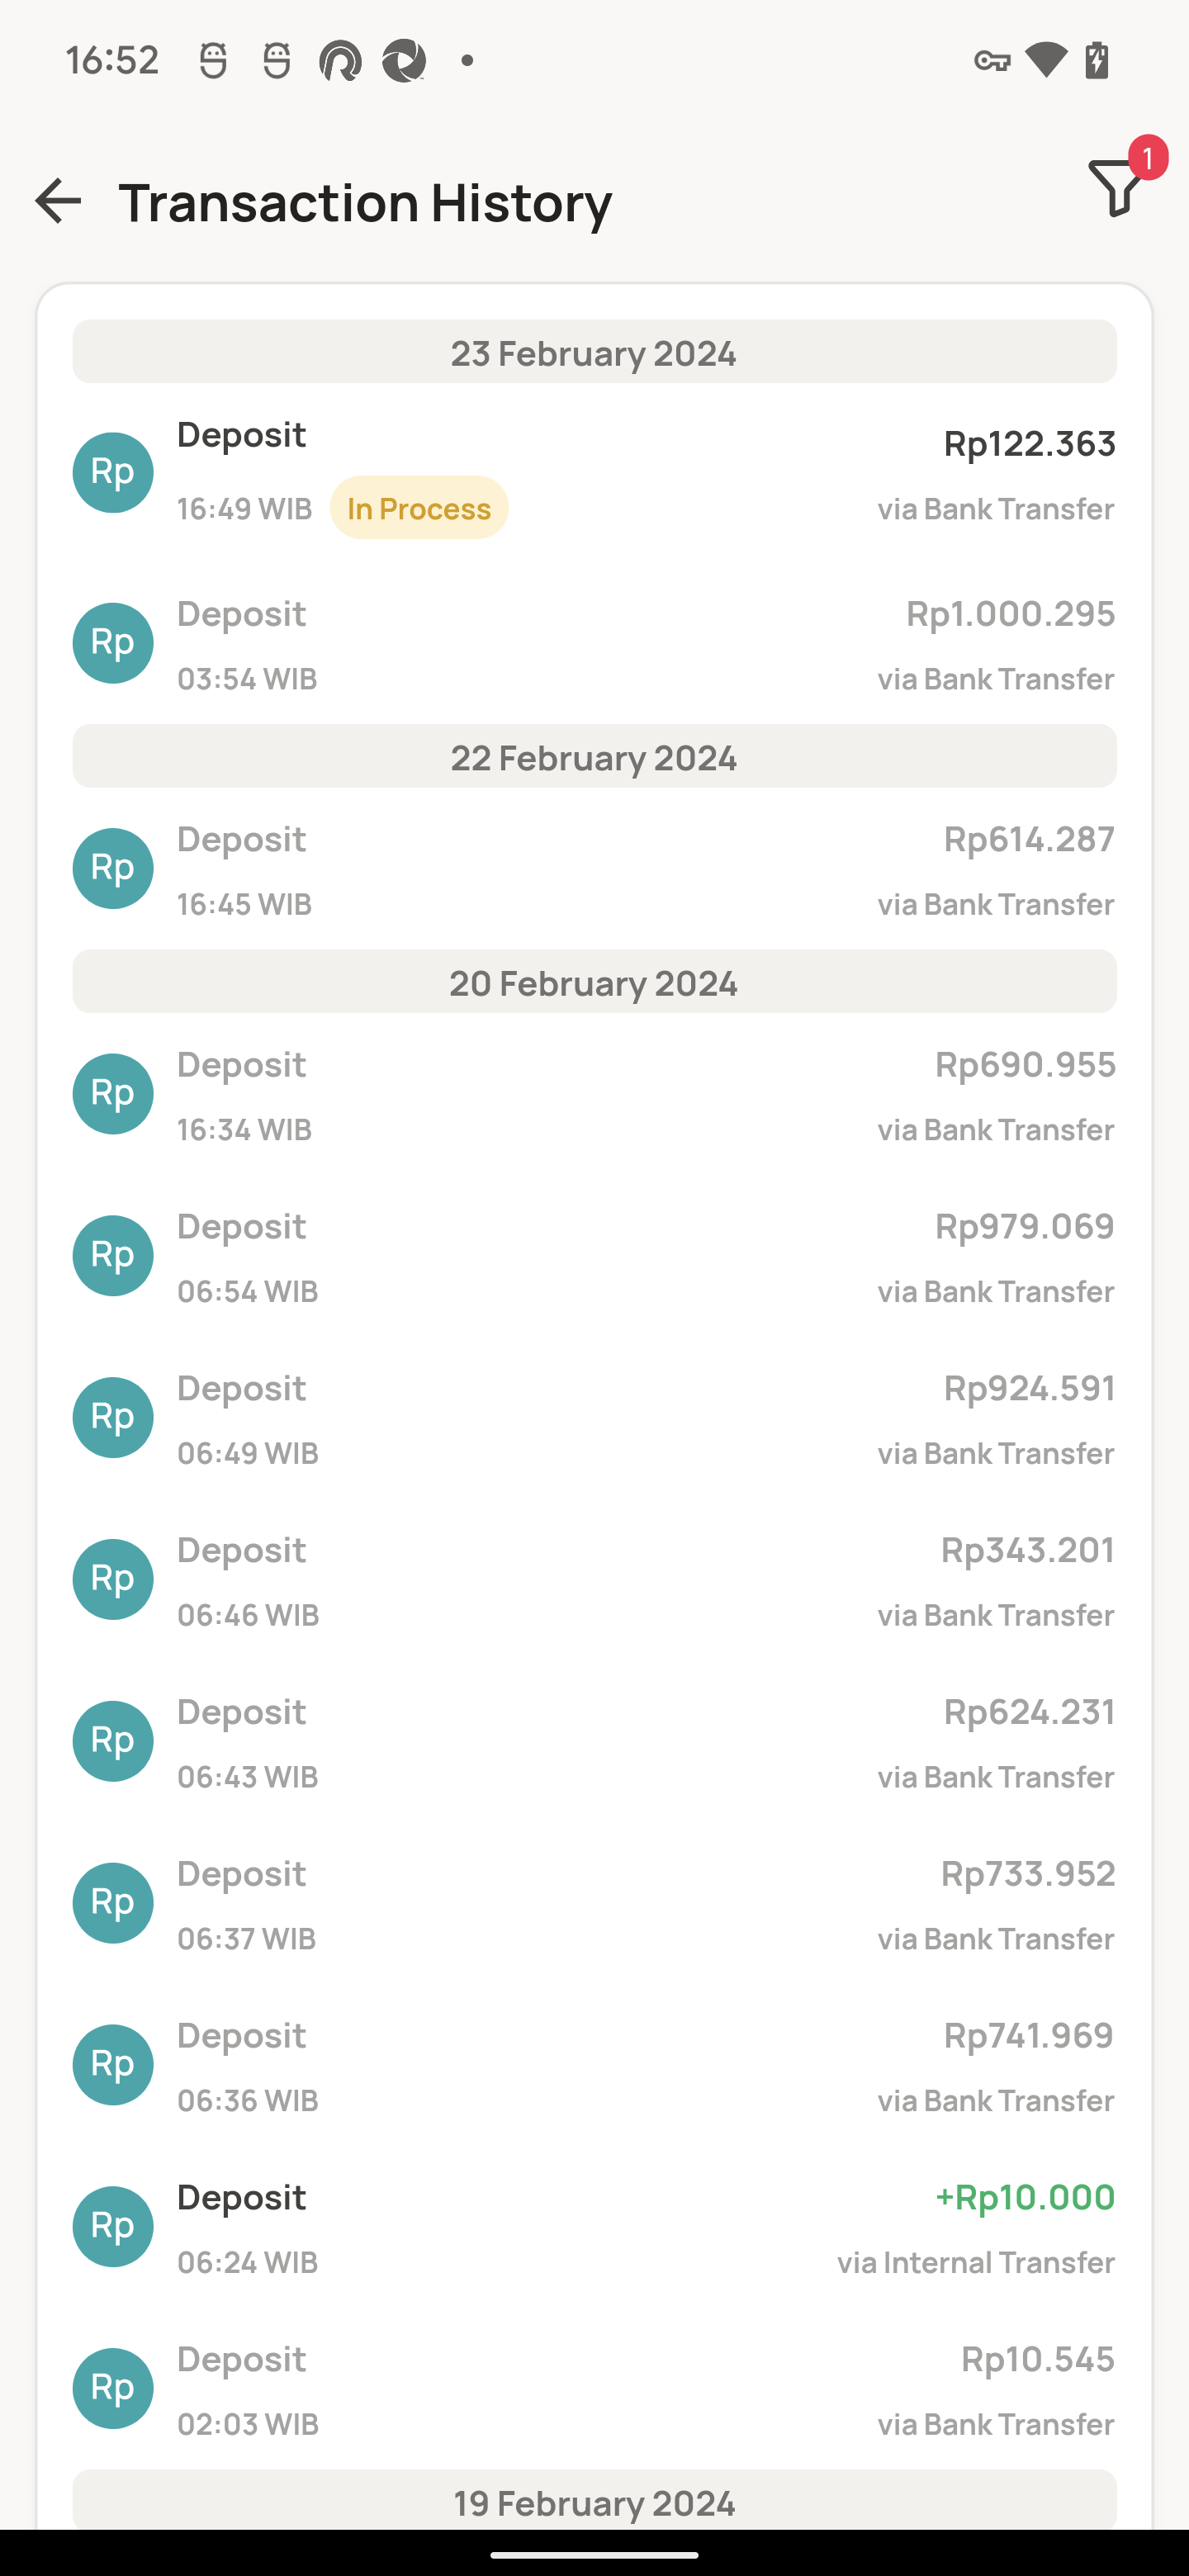 16:52
Transaction History
1
23 February 2024
Rp
Deposit
Rp122.363
16:49 WIB
In Process
via Bank Transfer
Rp
Deposit
Rp1.000.295
03:54 WIB
via Bank Transfer
22 February 2024
Rp
Deposit
Rp614.287
16:45 WIB
via Bank Transfer
20 February 2024
Rp
Deposit
Rp690.955
16:34 WIB
via Bank Transfer
Rp
Deposit
Rp979.069
06:54 WIB
via Bank Transfer
Rp
Deposit
Rp924.591
06:49 WIB
via Bank Transfer
Rp
Deposit
Rp343.201
06:46 WIB
via Bank Transfer
Rp
Deposit
Rp624.231
06:43 WIB
via Bank Transfer
Rp
Deposit
Rp733.952
06:37 WIB
via Bank Transfer
Rp
Deposit
Rp741.969
06:36 WIB
via Bank Transfer
Rp
Deposit
+Rp10.000
06:24 WIB
via Internal Transfer
Rp
Deposit
Rp10.545
02:03 WIB
via Bank Transfer
19 February 2024